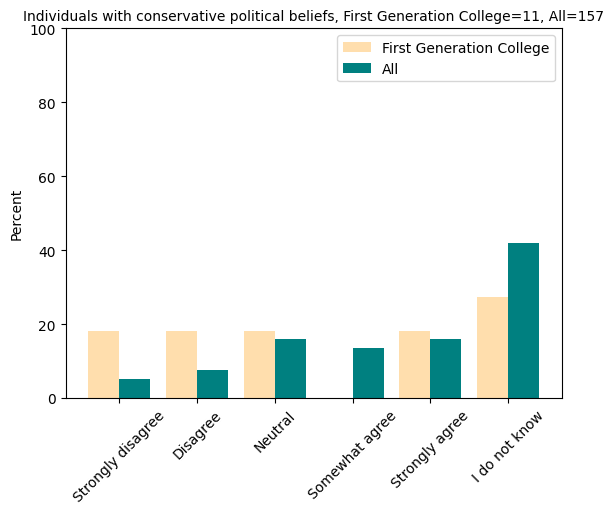 Individuals with conservative political beliefs, First Generation College=11, All=157
100
80
60
40
20
0
Percent
First Generation College
All
Strongly disagree
Disagree
Neutral
Somewhat agree
Strongly agree
I do not know